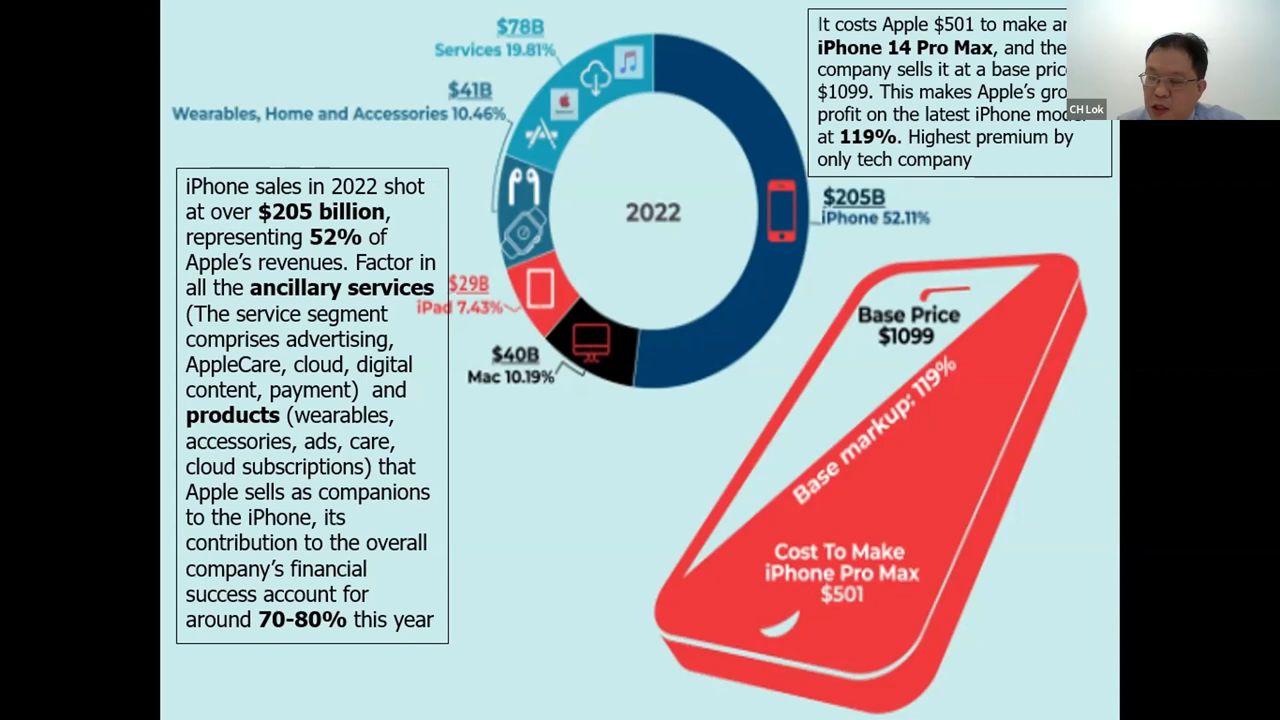 $78B
Services 19.81%
$41B
Wearables, Home and Accessories 10.46%
iPhone sales in 2022 shot
at over $205 billion,
representing 52% of
Apple’s revenues. Factor in
all the ancillary services
(The service segment
comprises advertising,
AppleCare, cloud, digital
content, payment) and
products (wearables,
accessories, ads, care,
cloud subscriptions) that
Apple sells as companions
to the iPhone, its
contribution to the overall
company’s financial
success account for
around 70-80% this year
$29B
iPad 7.43%
$40B
Mac 10.19%
2022
$205B
iPhone 52.11%
It costs Apple $501 to make
iPhone 14 Pro Max, and the
company sells it at a base
$1099. This makes Apple’s
profit on the latest iPhone
at 119%. Highest premium by
only tech company
CH Lok
Base Price
$1099
Base markup: 119%
Cost To Make
iPhone Pro Max
$501